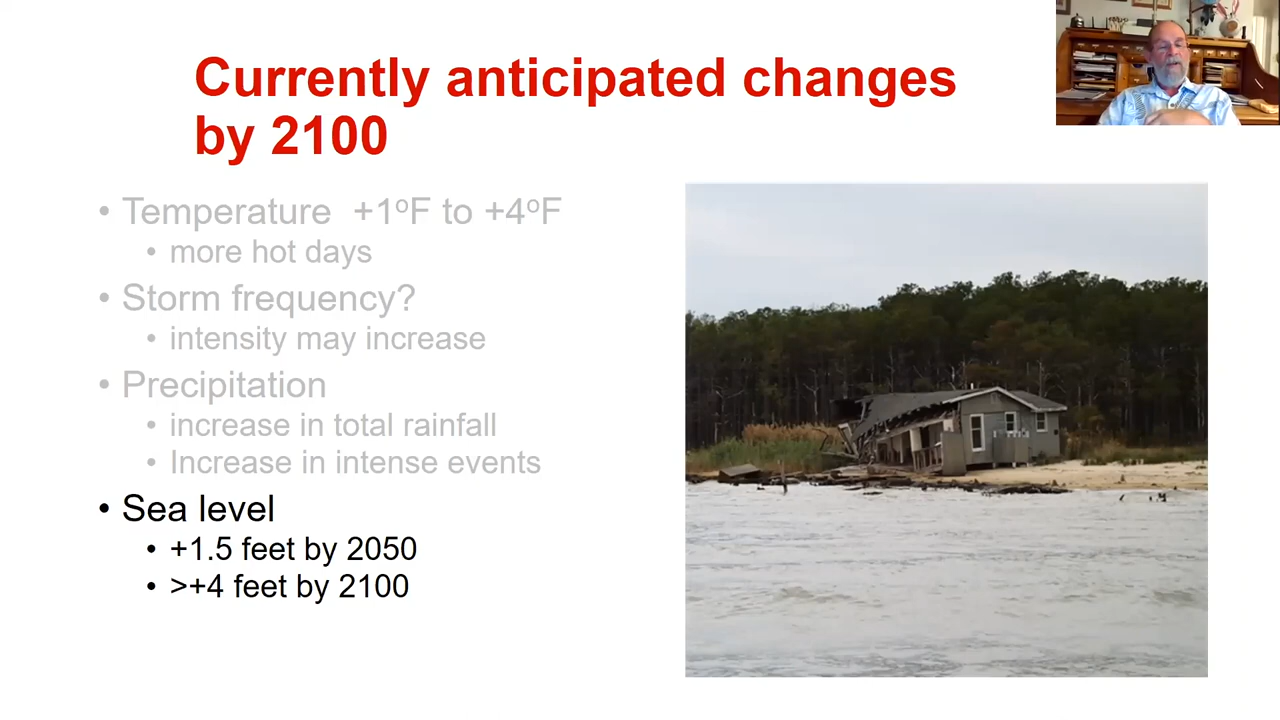 Currently anticipated changes
by 2100
• Temperature +1ºF to +4ºF
• more hot days
• Storm frequency?
• intensity may increase
• Precipitation
• increase in total rainfall
• Increase in intense events
• Sea level
• +1.5 feet by 2050
• >+4 feet by 2100